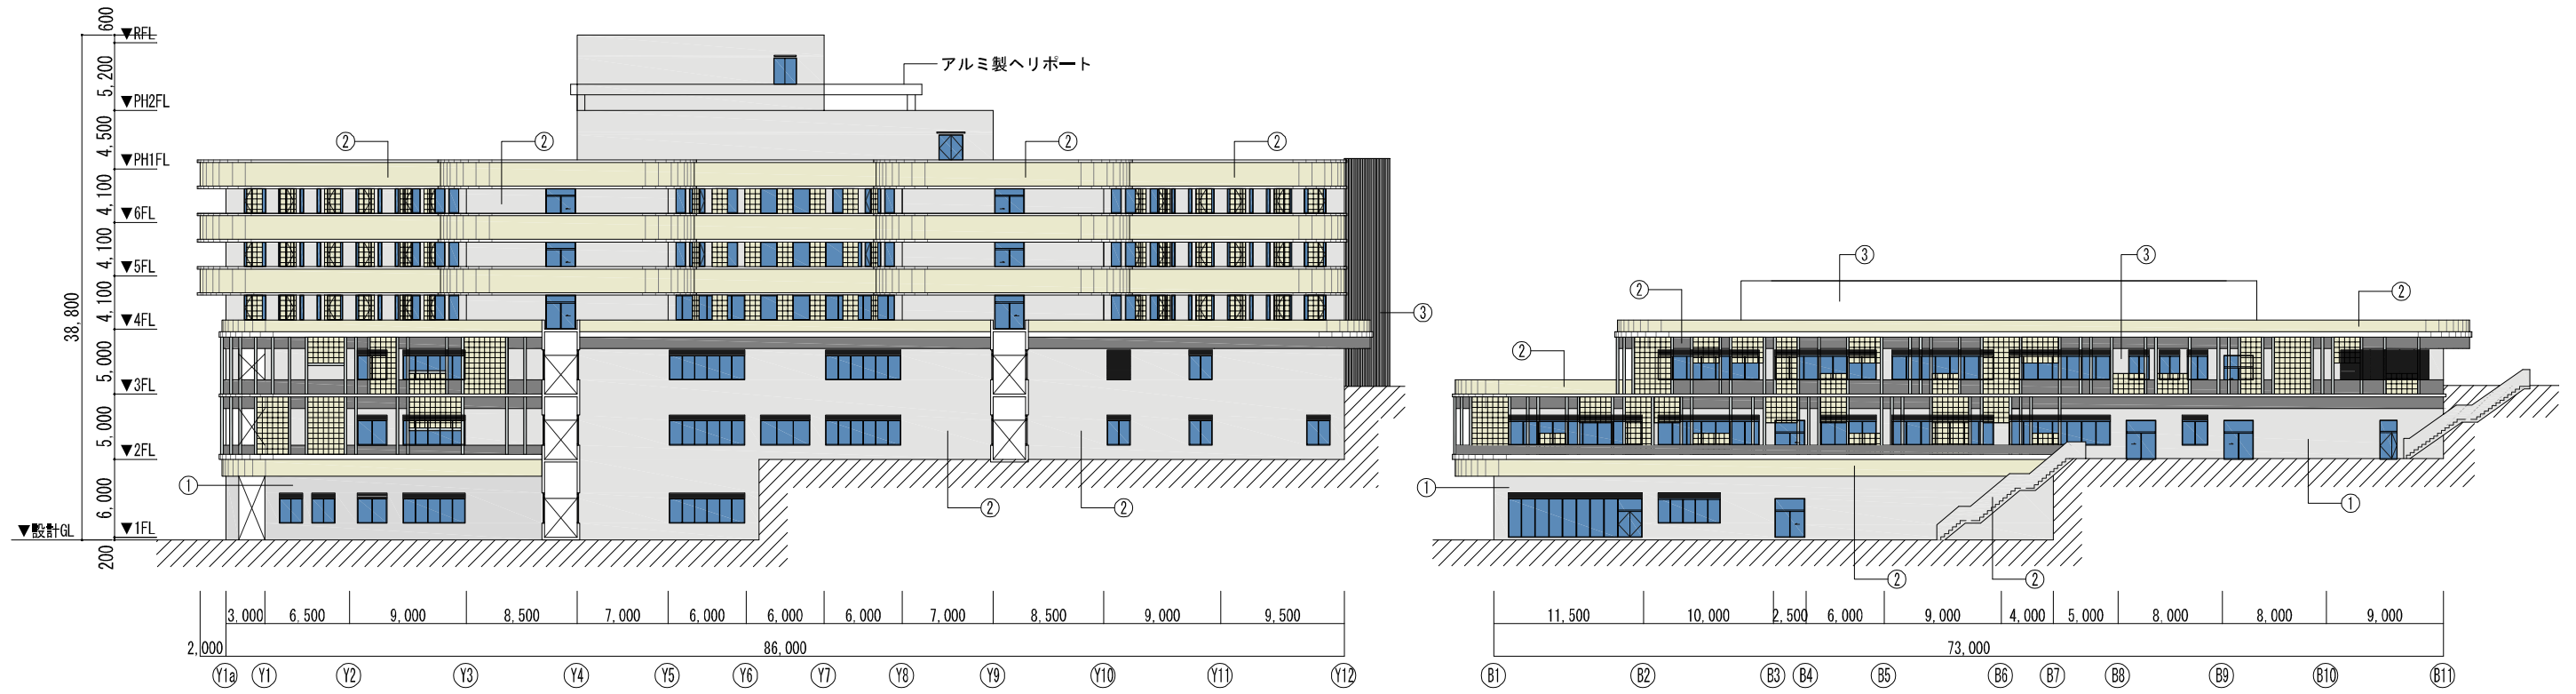 600
▼RFL
5,200
アルミ製ヘリポート
▼PH2FL
4,500
② ② ② ②
▼PH1FL
4,100
▼6FL
4,100
▼5FL
③ ③
4,100
② ②
38,800
③
▼4FL
②
5,000
▼3FL
5,000
▼2FL
① ①
6,000
② ② ①
▼設計GL ▼1FL
200
② ②
3,000 6,500 9,000 8,500 7,000 6,000 6,000 6,000 7,000 8,500 9,000 9,500
2,000 86,000
Y1a Y1 Y2 Y3 Y4 Y5 Y6 Y7 Y8 Y9 Y10 Y11 Y12
11,500 10,000 2,500 6,000 9,000 4,000 5,000 8,000 8,000 9,000
73,000
B1 B2 B3 B4 B5 B6 B7 B8 B9 B10 B11